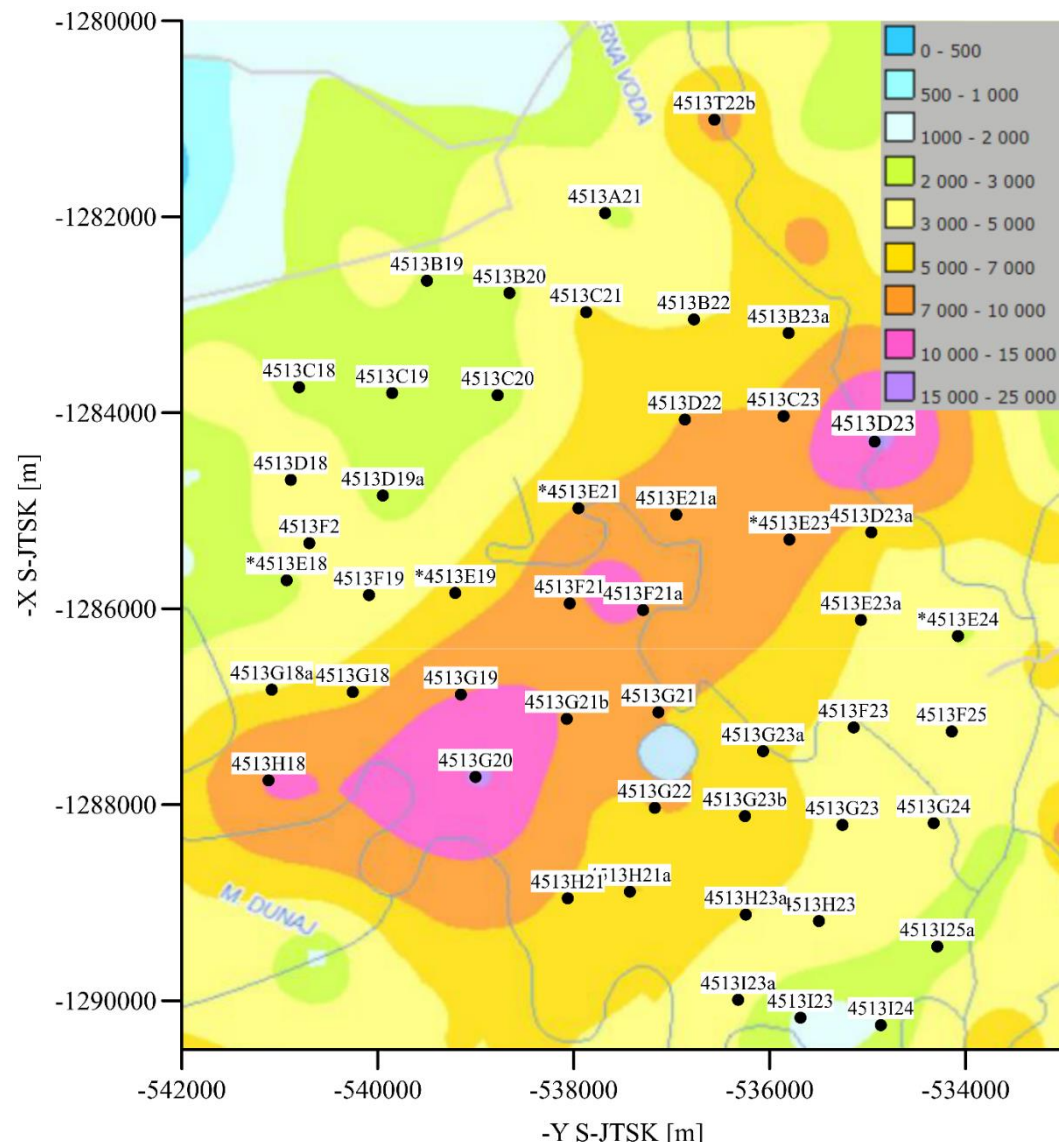 -1280000
-1282000
-1284000
-1286000
-1288000
-1290000
-X S-JTSK [m]
-542000
-540000
-538000
-536000
-534000
-Y S-JTSK [m]
0 - 500
500 - 1 000
1000 - 2 000
2 000 - 3 000
3 000 - 5 000
5 000 - 7 000
7 000 - 10 000
10 000 - 15 000
15 000 - 25 000
ERNA VODA
4513T22b
4513A21
4513B19
4513B20
4513C21
4513B22
4513B23a
4513C18
4513C19
4513C20
4513D22
4513C23
4513D23
4513D18
4513D19a
*4513E21
4513E21a
*4513E23
4513D23a
4513F2
*4513E18
4513F19
*4513E19
4513F21
4513F21a
4513E23a
*4513E24
4513G18a
4513G18
4513G19
4513G21b
4513G21
4513G23a
4513F23
4513F25
4513H18
4513G20
4513G22
4513G23b
4513G23
4513G24
4513H21
4513H21a
4513H23a
4513H23
M. DUNAJ
4513I25a
4513I23a
4513I23
4513I24